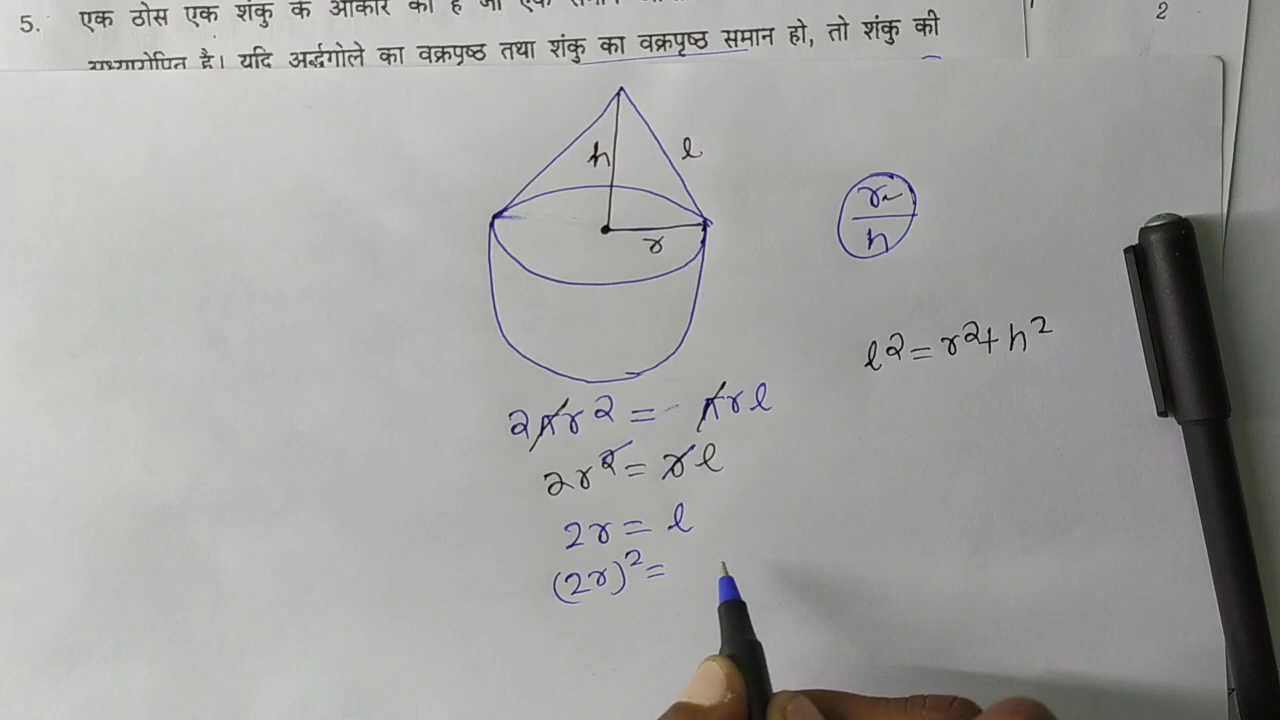 5. एक ठोस एक शंकु के आकार का है जो एक
2
है। यदि अर्द्धगोले का वक्रपृष्ठ तथा शंकु का वक्रपृष्ठ समान हो, तो शंकु की
h
l
r
r
h
l2=r2+h2
2πr2= πrl
2r2=rl
2r=l
(2r)2=